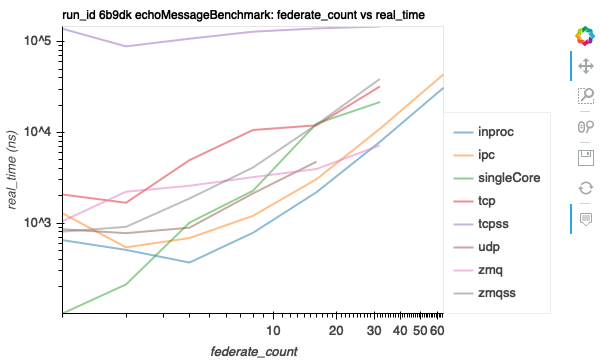 run_id 6b9dk echoMessageBenchmark: federate_count vs real_time
10^5
10^4
10^3
real_time (ns)
10 20 30 40 50 60
federate_count
inproc
ipc
singleCore
tcp
tcpss
udp
zmq
zmqss